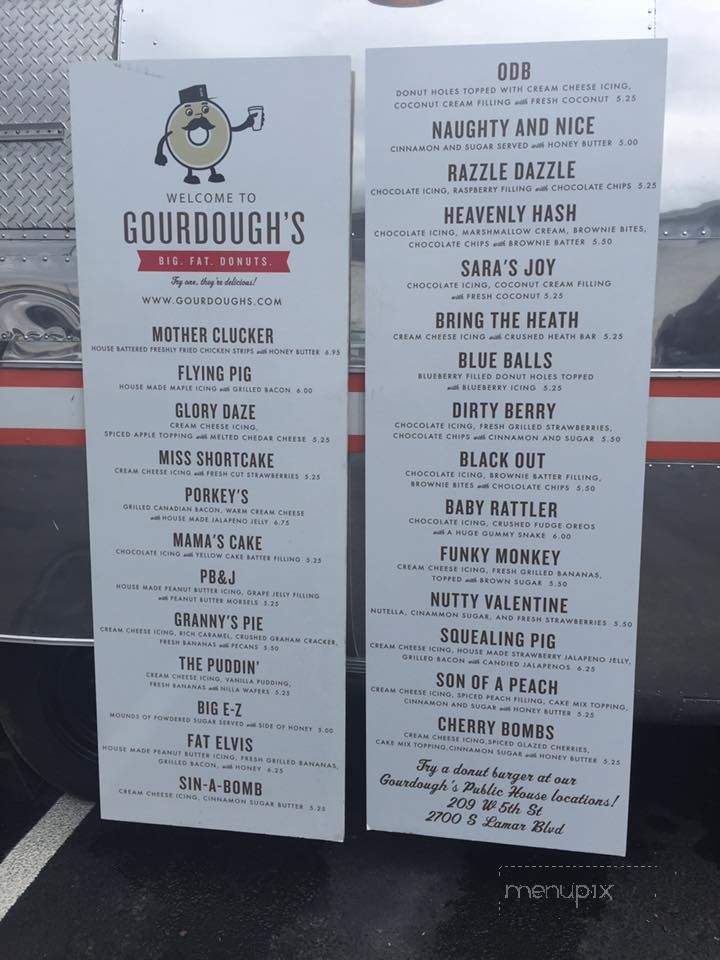 WELCOME TO
GOURDOUGH'S
BIG. FAT. DONUTS.
Try one, they're delicious!
WWW.GOURDOUGHS.COM
MOTHER CLUCKER
HOUSE BATTERED FRESHLY FRIED CHICKEN STRIPS with HONEY BUTTER 6.95
FLYING PIG
HOUSE MADE MAPLE ICING with GRILLED BACON 6.00
GLORY DAZE
CREAM CHEESE ICING,
SPICED APPLE TOPPING with MELTED CHEDAR CHEESE 5.25
MISS SHORTCAKE
CREAM CHEESE ICING with FRESH CUT STRAWBERRIES 5.25
PORKEY'S
GRILLED CANADIAN BACON, WARM CREAM CHEESE
with HOUSE MADE JALAPENO JELLY 6.75
MAMA'S CAKE
CHOCOLATE ICING with YELLOW CAKE BATTER FILLING 5.25
PB&J
HOUSE MADE PEANUT BUTTER ICING, GRAPE JELLY FILLING
with PEANUT BUTTER MORSELS 5.25
GRANNY'S PIE
CREAM CHEESE ICING, RICH CARAMEL, CRUSHED GRAHAM CRACKER,
FRESH BANANAS with PECANS 5.50
THE PUDDIN'
CREAM CHEESE ICING, VANILLA PUDDING,
FRESH BANANAS with NILLA WAFERS 5.25
BIG E-Z
MOUNDS OF POWDERED SUGAR SERVED with SIDE OF HONEY 5.00
FAT ELVIS
HOUSE MADE PEANUT BUTTER ICING, FRESH GRILLED BANANAS,
GRILLED BACON, with HONEY 6.25
SIN-A-BOMB
CREAM CHEESE ICING, CINNAMON SUGAR BUTTER 5.25
ODB
DONUT HOLES TOPPED WITH CREAM CHEESE ICING,
COCONUT CREAM FILLING with FRESH COCONUT 5.25
NAUGHTY AND NICE
CINNAMON AND SUGAR SERVED with HONEY BUTTER 5.00
RAZZLE DAZZLE
CHOCOLATE ICING, RASPBERRY FILLING with CHOCOLATE CHIPS 5.25
HEAVENLY HASH
CHOCOLATE ICING, MARSHMALLOW CREAM, BROWNIE BITES,
CHOCOLATE CHIPS with BROWNIE BATTER 5.50
SARA'S JOY
CHOCOLATE ICING, COCONUT CREAM FILLING
with FRESH COCONUT 5.25
BRING THE HEATH
CREAM CHEESE ICING with CRUSHED HEATH BAR 5.25
BLUE BALLS
BLUEBERRY FILLED DONUT HOLES TOPPED
with BLUEBERRY ICING 5.25
DIRTY BERRY
CHOCOLATE ICING, FRESH GRILLED STRAWBERRIES,
CHOCOLATE CHIPS with CINNAMON AND SUGAR 5.50
BLACK OUT
CHOCOLATE ICING, BROWNIE BATTER FILLING,
BROWNIE BITES with CHOLOLATE CHIPS 5.50
BABY RATTLER
CHOCOLATE ICING, CRUSHED FUDGE OREOS
with A HUGE GUMMY SNAKE 6.00
FUNKY MONKEY
CREAM CHEESE ICING, FRESH GRILLED BANANAS,
TOPPED with BROWN SUGAR 5.50
NUTTY VALENTINE
NUTELLA, CINAMMON SUGAR, AND FRESH STRAWBERRIES 5.50
SQUEALING PIG
CREAM CHEESE ICING, HOUSE MADE STRAWBERRY JALAPENO JELLY,
GRILLED BACON with CANDIED JALAPENOS 6.25
SON OF A PEACH
CREAM CHEESE ICING, SPICED PEACH FILLING, CAKE MIX TOPPING,
CINNAMON AND SUGAR with HONEY BUTTER 5.25
CHERRY BOMBS
CREAM CHEESE ICING,SPICED GLAZED CHERRIES,
CAKE MIX TOPPING,CINNAMON SUGAR with HONEY BUTTER 5.25
Try a donut burger at our
Gourdough's Public House locations!
209 W 5th St
2700 S Lamar Blvd
menupix